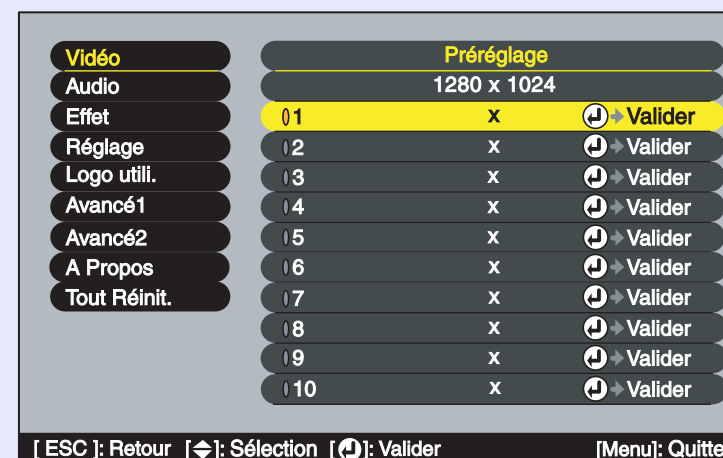 Vidéo
Audio
Effet
Réglage
Logo utili.
Avancé1
Avancé2
A Propos
Tout Réinit.
Préréglage
1280 x 1024
1 x Valider
2 x Valider
3 x Valider
4 x Valider
5 x Valider
6 x Valider
7 x Valider
8 x Valider
9 x Valider
10 x Valider
[ ESC ]: Retour [ ]: Sélection [ ]: Valider [Menu]: Quitte